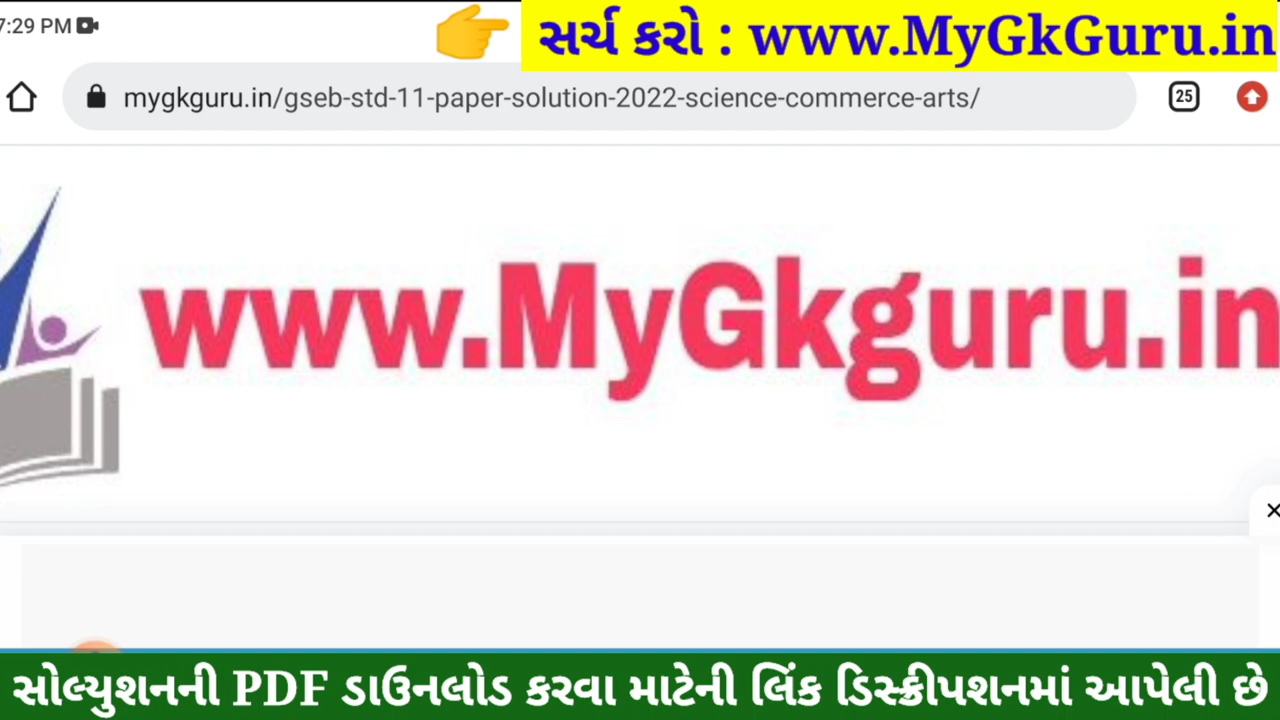 7:29 PM
સર્ચ કરો : www.MyGkGuru.in
mygkguru.in/gseb-std-11-paper-solution-2022-science-commerce-arts/
25
www.MyGkguru.in
સોલ્યુશનની PDF ડાઉનલોડ કરવા માટેની લિંક ડિસ્ક્રીપશનમાં આપેલી છે